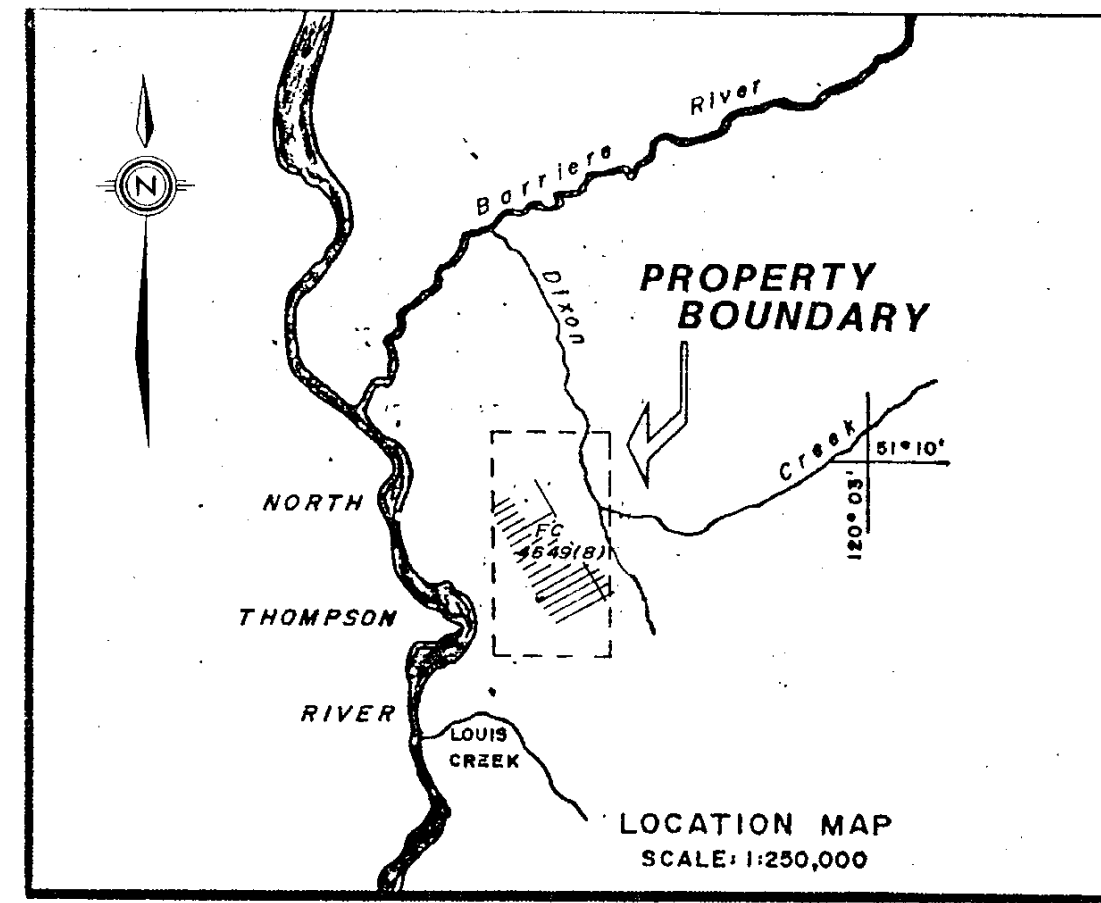 River
Barriere
N
Dixon
PROPERTY
BOUNDARY
Creek
51° 10'
120° 03'
NORTH
FC
4649(8)
THOMPSON
RIVER
LOUIS
CREEK
LOCATION MAP
SCALE: 1:250,000